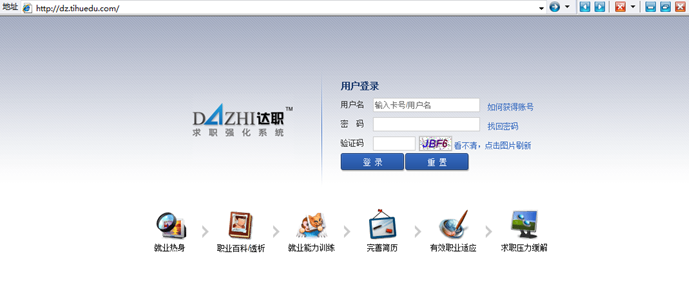 地址 http://dz.tihuedu.com/
用户登录
用户名 输入卡号/用户名 如何获得账号
DAZHI达职™
求职强化系统
密 码 找回密码
验证码 JBF6 看不清，点击图片刷新
登 录 重 置
就业热身 职业百科/透析 就业能力训练 完善简历 有效职业适应 求职压力缓解